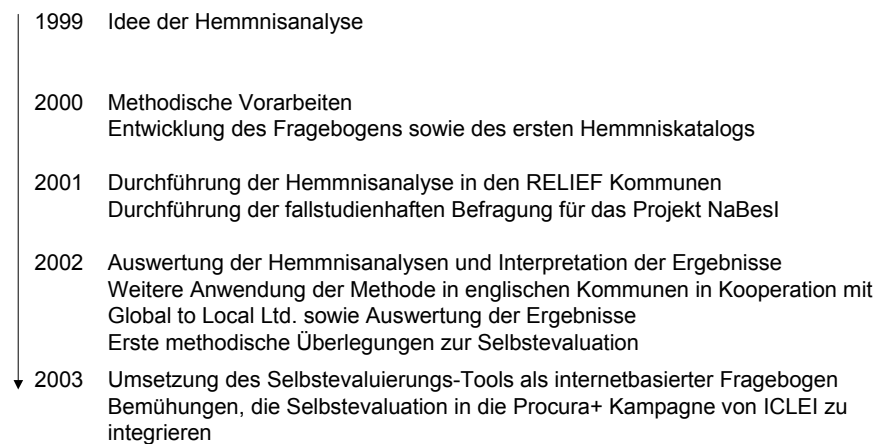 1999 Idee der Hemmnisanalyse
2000 Methodische Vorarbeiten
Entwicklung des Fragebogens sowie des ersten Hemmniskatalogs
2001 Durchführung der Hemmnisanalyse in den RELIEF Kommunen
Durchführung der fallstudienhaften Befragung für das Projekt NaBesI
2002 Auswertung der Hemmnisanalysen und Interpretation der Ergebnisse
Weitere Anwendung der Methode in englischen Kommunen in Kooperation mit
Global to Local Ltd. sowie Auswertung der Ergebnisse
Erste methodische Überlegungen zur Selbstevaluation
2003 Umsetzung des Selbstevaluierungs-Tools als internetbasierter Fragebogen
Bemühungen, die Selbstevaluation in die Procura+ Kampagne von ICLEI zu
integrieren